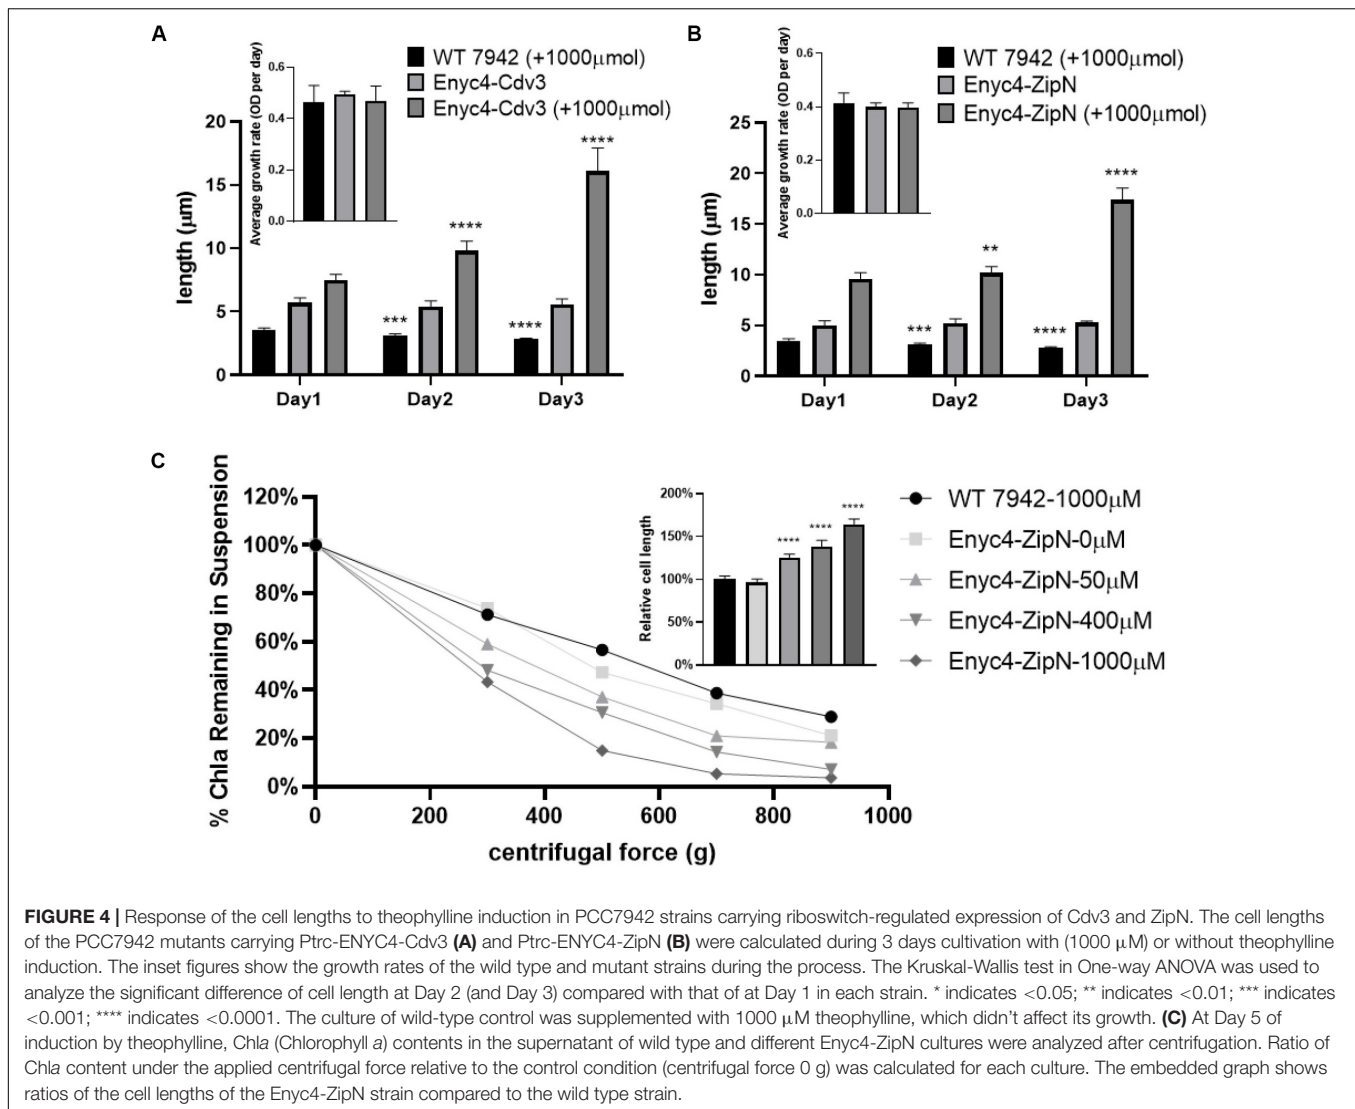 A
WT 7942 (+1000μmol)
Enyc4-Cdv3
Enyc4-Cdv3 (+1000μmol)
Average growth rate (OD per day)
0.6
0.4
0.2
0.0
length (μm)
20
15
10
5
0
***
****
****
****
Day1
Day2
Day3
B
WT 7942 (+1000μmol)
Enyc4-ZipN
Enyc4-ZipN (+1000μmol)
Average growth rate (OD per day)
0.6
0.4
0.2
0.0
length (μm)
25
20
15
10
5
0
***
**
****
****
Day1
Day2
Day3
C
% Chla Remaining in Suspension
120%
100%
80%
60%
40%
20%
0%
0
200
400
600
800
1000
centrifugal force (g)
Relative cell length
200%
150%
100%
50%
0%
****
****
****
WT 7942-1000μM
Enyc4-ZipN-0μM
Enyc4-ZipN-50μM
Enyc4-ZipN-400μM
Enyc4-ZipN-1000μM
FIGURE 4 | Response of the cell lengths to theophylline induction in PCC7942 strains carrying riboswitch-regulated expression of Cdv3 and ZipN. The cell lengths
of the PCC7942 mutants carrying Ptrc-ENYC4-Cdv3 (A) and Ptrc-ENYC4-ZipN (B) were calculated during 3 days cultivation with (1000 μM) or without theophylline
induction. The inset figures show the growth rates of the wild type and mutant strains during the process. The Kruskal-Wallis test in One-way ANOVA was used to
analyze the significant difference of cell length at Day 2 (and Day 3) compared with that of at Day 1 in each strain. * indicates <0.05; ** indicates <0.01; *** indicates
<0.001; **** indicates <0.0001. The culture of wild-type control was supplemented with 1000 μM theophylline, which didn't affect its growth. (C) At Day 5 of
induction by theophylline, Chla (Chlorophyll a) contents in the supernatant of wild type and different Enyc4-ZipN cultures were analyzed after centrifugation. Ratio of
Chla content under the applied centrifugal force relative to the control condition (centrifugal force 0 g) was calculated for each culture. The embedded graph shows
ratios of the cell lengths of the Enyc4-ZipN strain compared to the wild type strain.